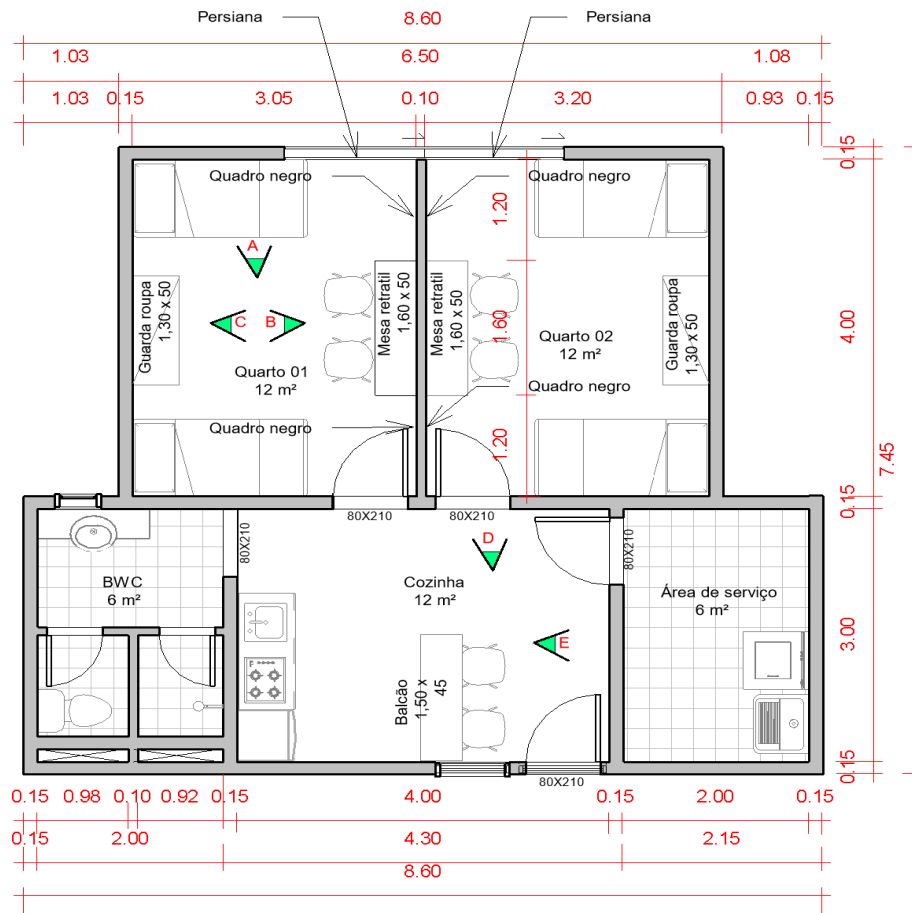 Persiana
8.60
Persiana
1.03
6.50
1.08
1.03
0.15
3.05
0.10
3.20
0.93
0.15
0.15
Quadro negro
Quadro negro
1.20
A
Guarda roupa
1,30 x 50
C
B
Mesa retratil
1,60 x 50
Mesa retratil
1,60 x 50
1.60
Quarto 02
12 m²
Guarda roupa
1,30 x 50
4.00
Quarto 01
12 m²
Quadro negro
Quadro negro
1.20
7.45
0.15
80X210
80X210
80X210
D
80X210
BWC
6 m²
Cozinha
12 m²
Área de serviço
6 m²
E
3.00
Balcão
1,50 x
45
80X210
0.15
0.15
0.98
0.10
0.92
0.15
4.00
0.15
2.00
0.15
0.15
2.00
4.30
2.15
8.60